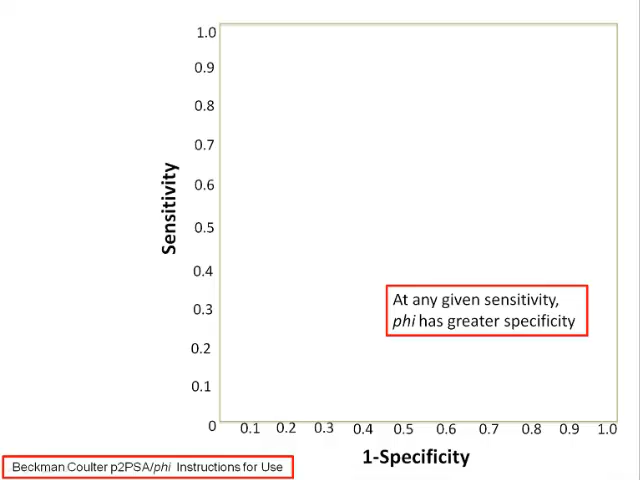 1.0
0.9
0.8
0.7
0.6
0.5
0.4
0.3
0.2
0.1
0
Sensitivity
At any given sensitivity,
phi has greater specificity
0.1 0.2 0.3 0.4 0.5 0.6 0.7 0.8 0.9 1.0
1-Specificity
Beckman Coulter p2PSA/phi Instructions for Use